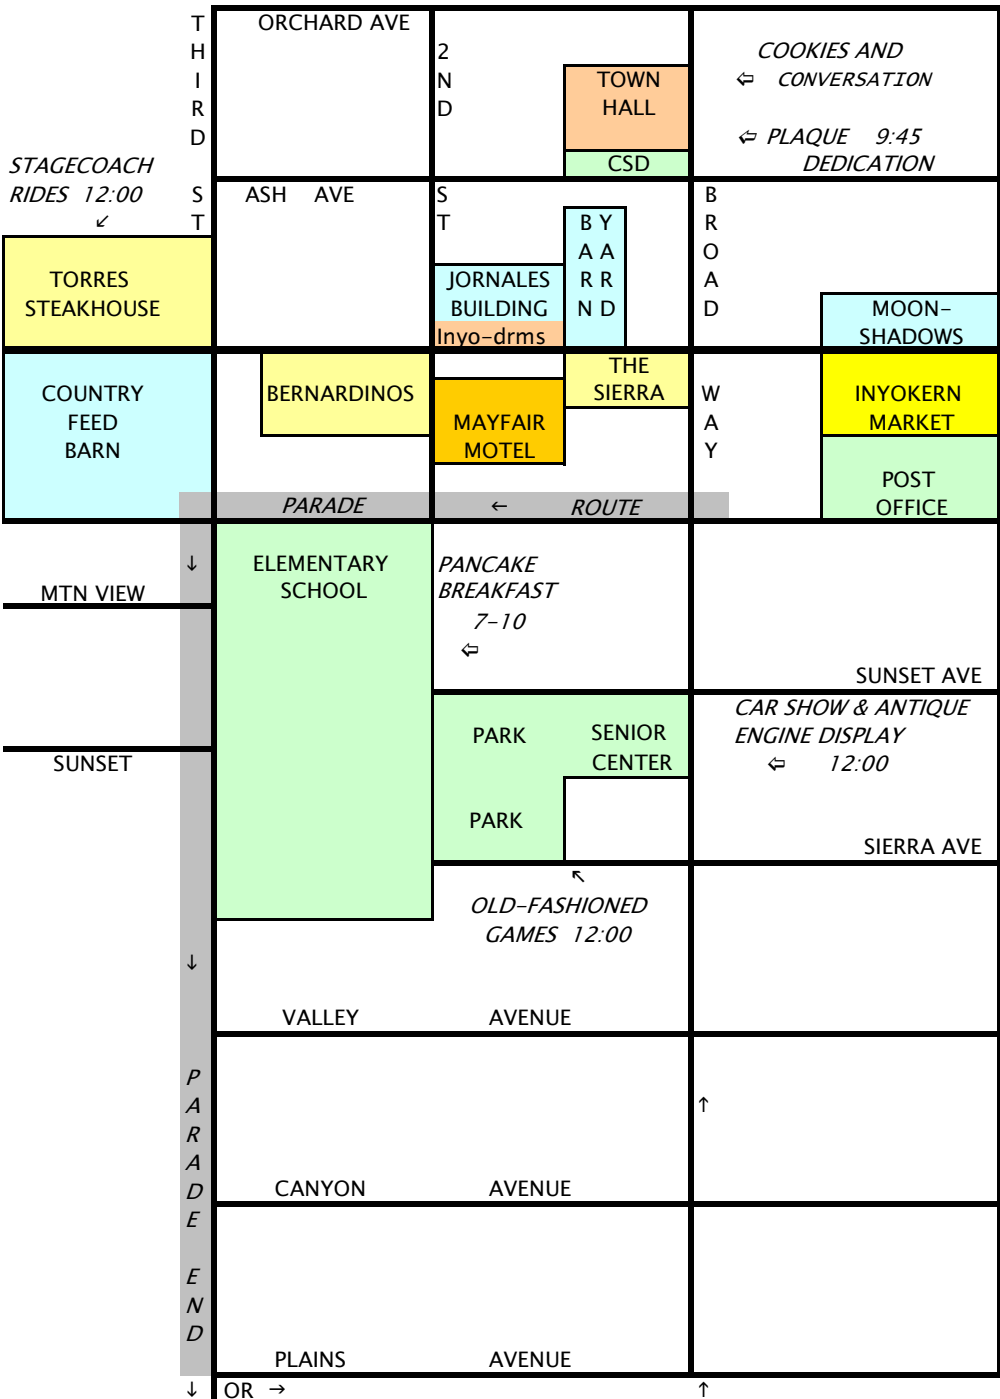 THIRD ST
ORCHARD AVE
2ND ST
TOWN
HALL
CSD
COOKIES AND
⇦ CONVERSATION
⇦ PLAQUE 9:45
DEDICATION
STAGECOACH
RIDES 12:00
↙
ASH AVE
BROADWAY
TORRES
STEAKHOUSE
JORNALES
BUILDING
Inyo-drms
BARN
YARD
MOON-
SHADOWS
COUNTRY
FEED
BARN
BERNARDINOS
MAYFAIR
MOTEL
THE
SIERRA
INYOKERN
MARKET
POST
OFFICE
PARADE ← ROUTE
↓
MTN VIEW
ELEMENTARY
SCHOOL
PANCAKE
BREAKFAST
7-10
⇦
SUNSET AVE
SUNSET
PARK
SENIOR
CENTER
PARK
CAR SHOW & ANTIQUE
ENGINE DISPLAY
⇦ 12:00
SIERRA AVE
↖
OLD-FASHIONED
GAMES 12:00
↓
VALLEY AVENUE
PARADE END
↑
CANYON AVENUE
PLAINS AVENUE
↓ OR → ↑